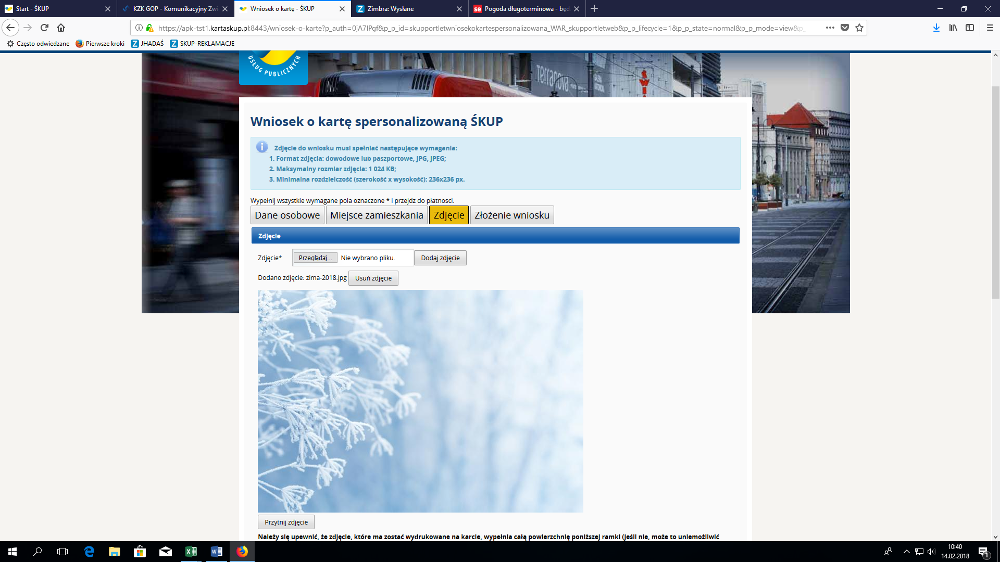 Start - ŚKUP
KZK GOP - Komunikacyjny Zwi
Wniosek o kartę - ŚKUP
Zimbra: Wysłane
Pogoda długoterminowa - będ
https://apk-tst1.kartaskup.pl:8443/wniosek-o-karte?p_auth=0jA7IPgf&p_p_id=skupportletwniosekokartespersonalizowana_WAR_skupportletweb&p_p_lifecycle=1&p_p_state=normal&p_p_mode=view&p_
Często odwiedzane
Pierwsze kroki
JHADAŚ
SKUP-REKLAMACJE
USŁUG PUBLICZNYCH
Terranova
Wniosek o kartę spersonalizowaną ŚKUP
Zdjęcie do wniosku musi spełniać następujące wymagania:
1. Format zdjęcia: dowodowe lub paszportowe, JPG, JPEG;
2. Maksymalny rozmiar zdjęcia: 1 024 KB;
3. Minimalna rozdzielczość (szerokość x wysokość): 236x236 px.
Wypełnij wszystkie wymagane pola oznaczone * i przejdź do płatności.
Dane osobowe
Miejsce zamieszkania
Zdjęcie
Złożenie wniosku
Zdjęcie
Zdjęcie*
Przeglądaj...
Nie wybrano pliku.
Dodaj zdjęcie
Dodano zdjęcie: zima-2018.jpg
Usuń zdjęcie
Przytnij zdjęcie
Należy się upewnić, że zdjęcie, które ma zostać wydrukowane na karcie, wypełnia całą powierzchnię poniższej ramki (jeśli nie, może to uniemożliwić
10:40
14.02.2018
1